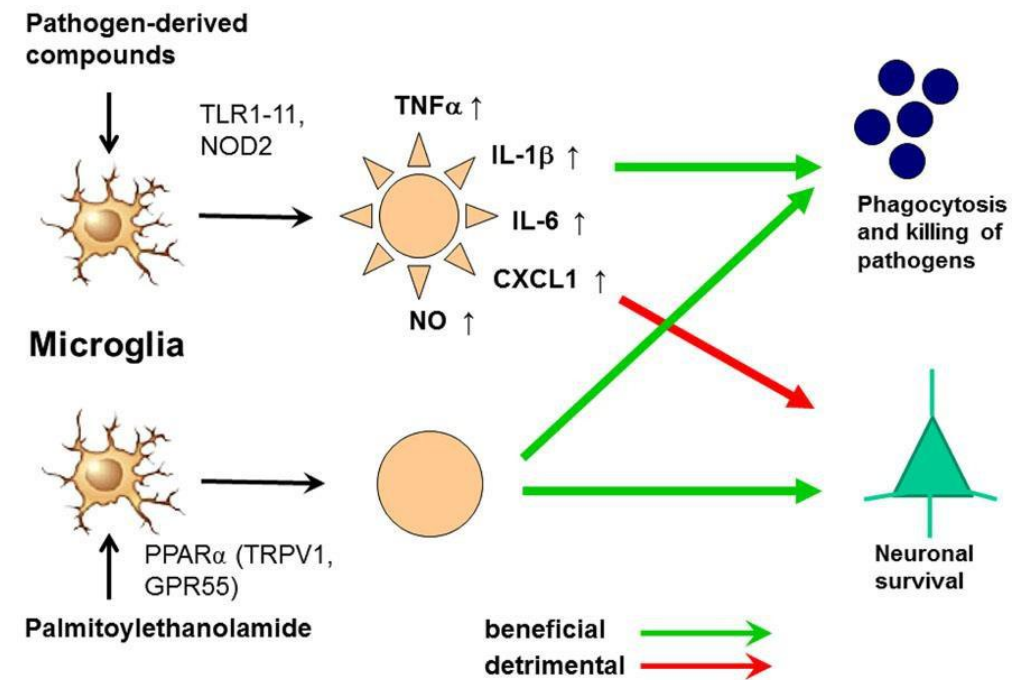 Pathogen-derived
compounds
TLR1-11,
NOD2
TNFα ↑
IL-1β ↑
IL-6 ↑
CXCL1 ↑
NO ↑
Phagocytosis
and killing of
pathogens
Microglia
PPARα (TRPV1,
GPR55)
Palmitoylethanolamide
Neuronal
survival
beneficial
detrimental